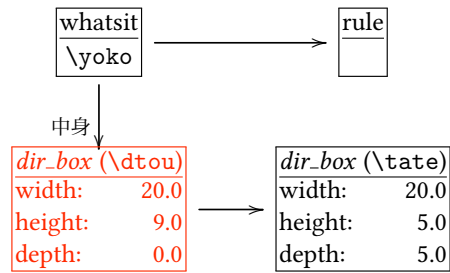 whatsit
\yoko
rule
中身
dir_box (\dtou)
width: 20.0
height: 9.0
depth: 0.0
dir_box (\tate)
width: 20.0
height: 5.0
depth: 5.0